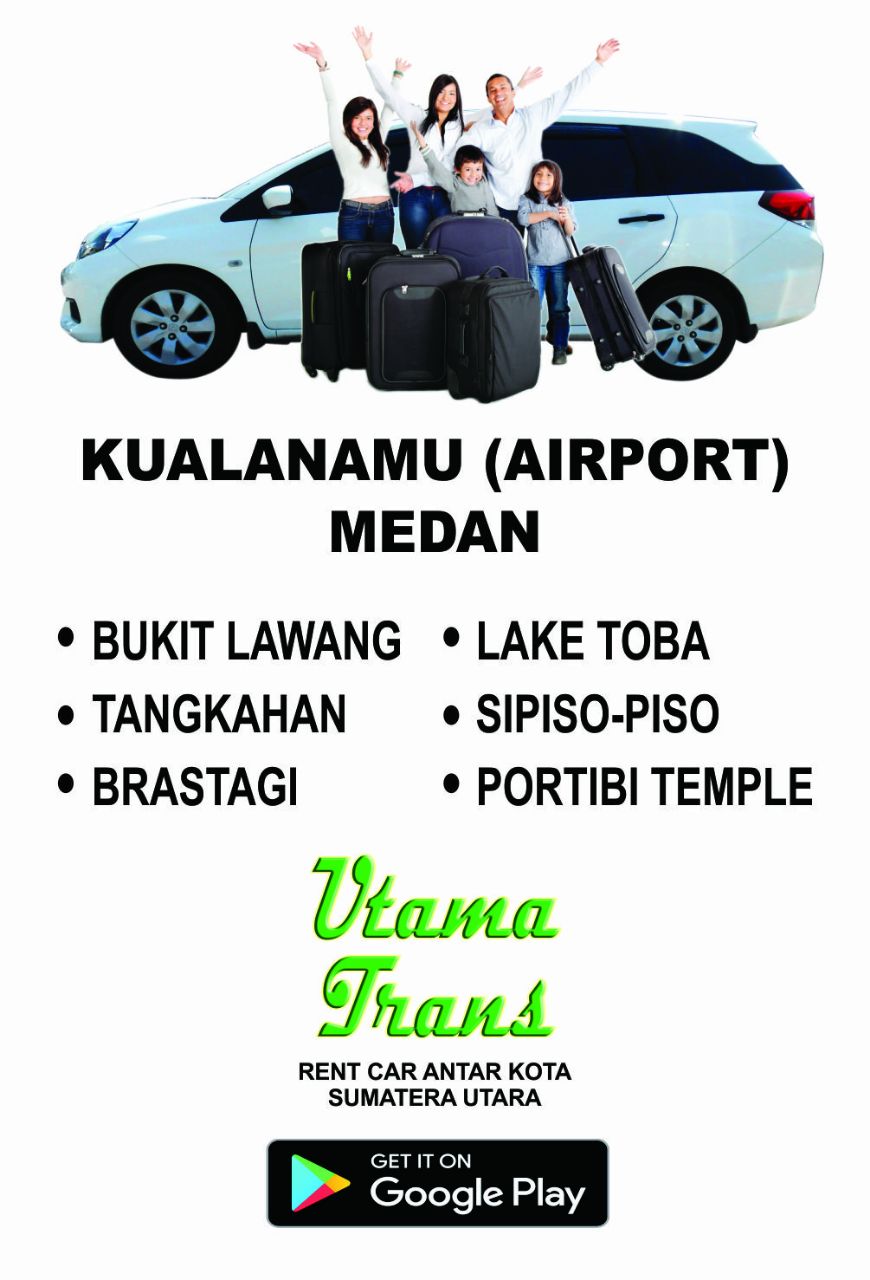 KUALANAMU (AIRPORT)
MEDAN
• BUKIT LAWANG
• TANGKAHAN
• BRASTAGI
• LAKE TOBA
• SIPISO-PISO
• PORTIBI TEMPLE
Utama
Trans
RENT CAR ANTAR KOTA
SUMATERA UTARA
GET IT ON
Google Play